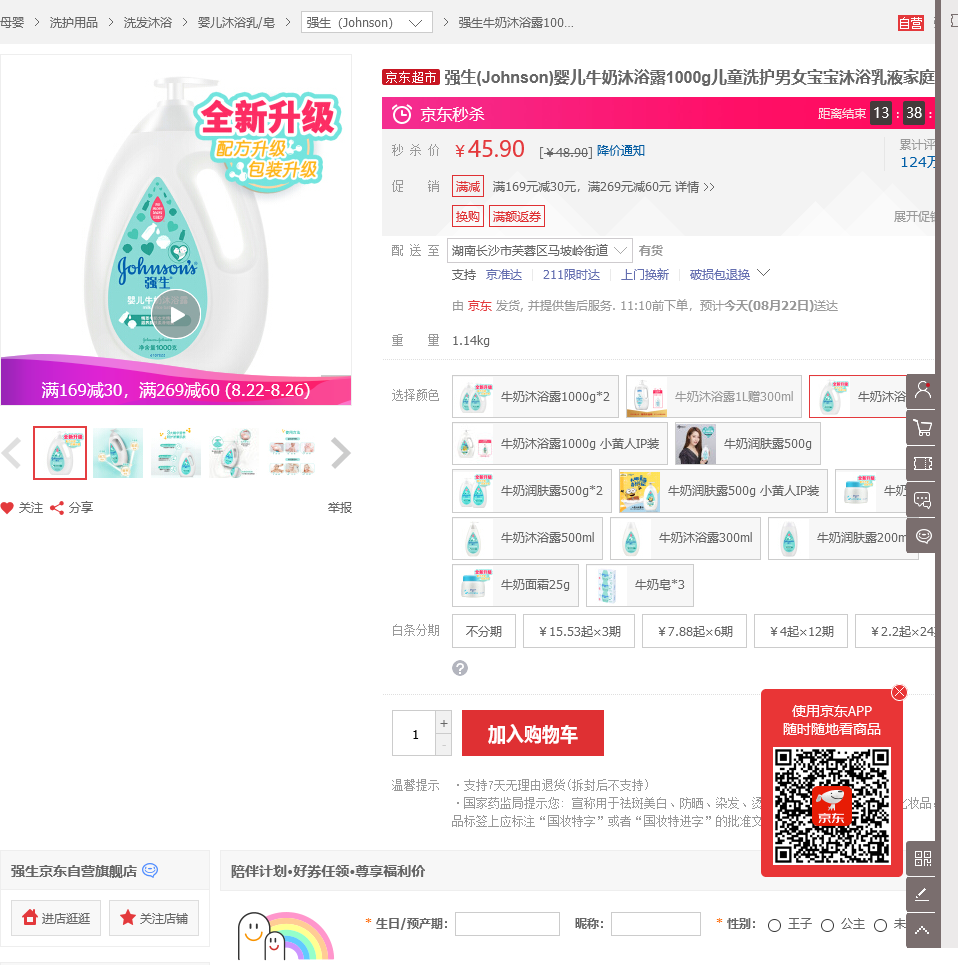 母婴 > 洗护用品 > 洗发沐浴 > 婴儿沐浴乳/皂 > 强生（Johnson） > 强生牛奶沐浴露100... 自营
京东超市 强生(Johnson)婴儿牛奶沐浴露1000g儿童洗护男女宝宝沐浴乳液家庭
全新升级
配方升级
包装升级
Johnson's
强生
婴儿牛奶沐浴露
净含量1000克
满169减30，满269减60 (8.22-8.26)
关注 分享 举报
京东秒杀 距离结束 13 : 38 :
秒杀价 ￥45.90 [￥48.90] 降价通知 累计评
124万
促销 满减 满169元减30元，满269元减60元 详情 >>
换购 满额返券 展开促
配送至 湖南长沙市芙蓉区马坡岭街道 有货
支持 京准达 211限时达 上门换新 破损包退换
由 京东 发货, 并提供售后服务. 11:10前下单，预计今天(08月22日)送达
重量 1.14kg
选择颜色 牛奶沐浴露1000g*2 牛奶沐浴露1L赠300ml 牛奶沐浴
牛奶沐浴露1000g 小黄人IP装 牛奶润肤露500g
牛奶润肤露500g*2 牛奶润肤露500g 小黄人IP装 牛奶
牛奶沐浴露500ml 牛奶沐浴露300ml 牛奶润肤露200m
牛奶面霜25g 牛奶皂*3
白条分期 不分期 ￥15.53起×3期 ￥7.88起×6期 ￥4起×12期 ￥2.2起×24
?
1 + - 加入购物车
使用京东APP
随时随地看商品
京东
温馨提示 ·支持7天无理由退货(拆封后不支持)
·国家药监局提示您：宣称用于祛斑美白、防晒、染发、烫 化妆品
品标签上应标注“国妆特字”或者“国妆特进字”的批准文
强生京东自营旗舰店
进店逛逛 关注店铺
陪伴计划•好券任领•尊享福利价
* 生日/预产期： 昵称： * 性别： 王子 公主 未